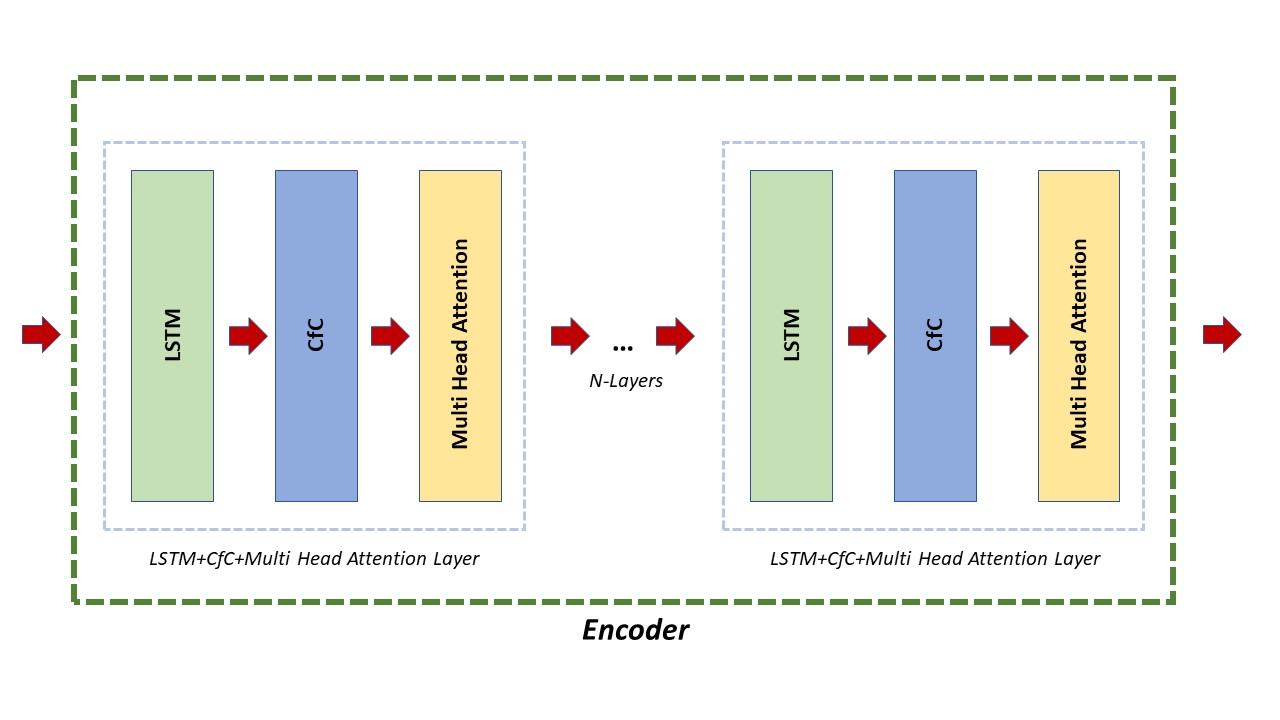 LSTM
CfC
Multi Head Attention
...
N-Layers
LSTM
CfC
Multi Head Attention
LSTM+CfC+Multi Head Attention Layer
LSTM+CfC+Multi Head Attention Layer
Encoder